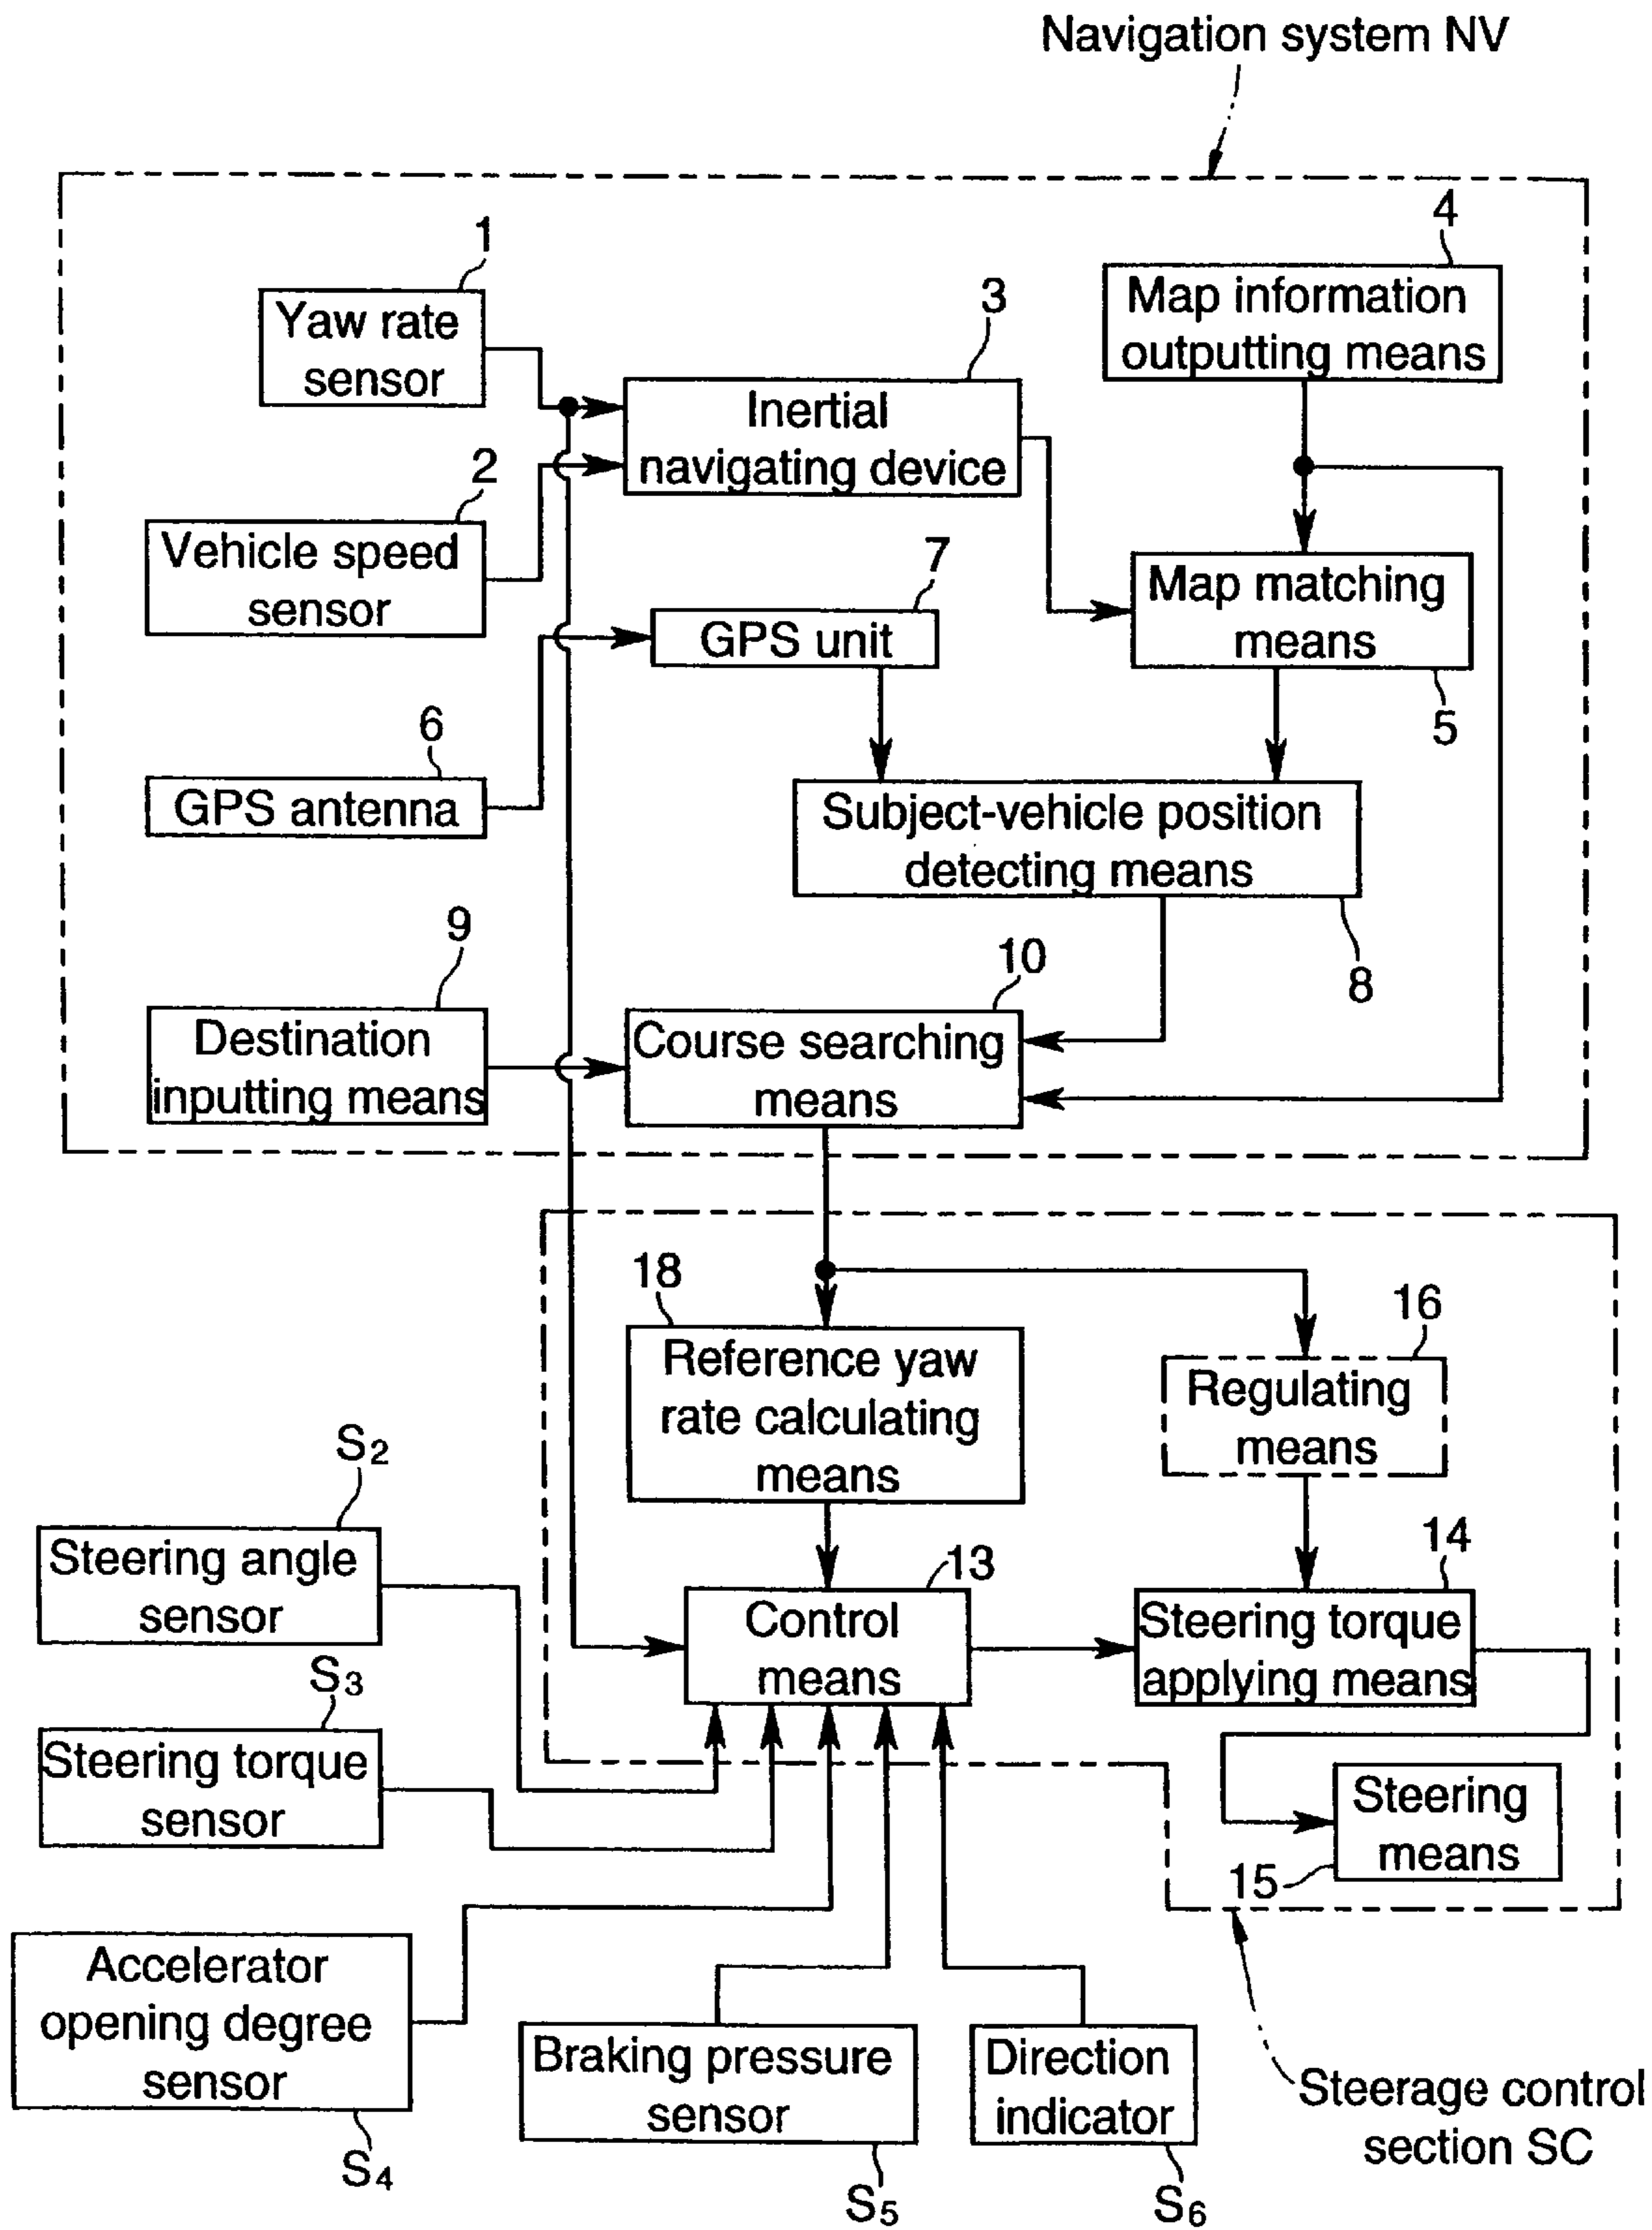 Navigation system NV
1
4
Yaw rate
sensor
3
Map information
outputting means
Inertial
navigating device
2
Vehicle speed
sensor
7
GPS unit
Map matching
means
5
6
GPS antenna
Subject-vehicle position
detecting means
8
9
10
Destination
inputting means
Course searching
means
18
16
Reference yaw
rate calculating
means
Regulating
means
S2
Steering angle
sensor
13
14
Control
means
Steering torque
applying means
S3
Steering torque
sensor
Steering
means
15
Accelerator
opening degree
sensor
S4
Braking pressure
sensor
S5
Direction
indicator
S6
Steerage control
section SC